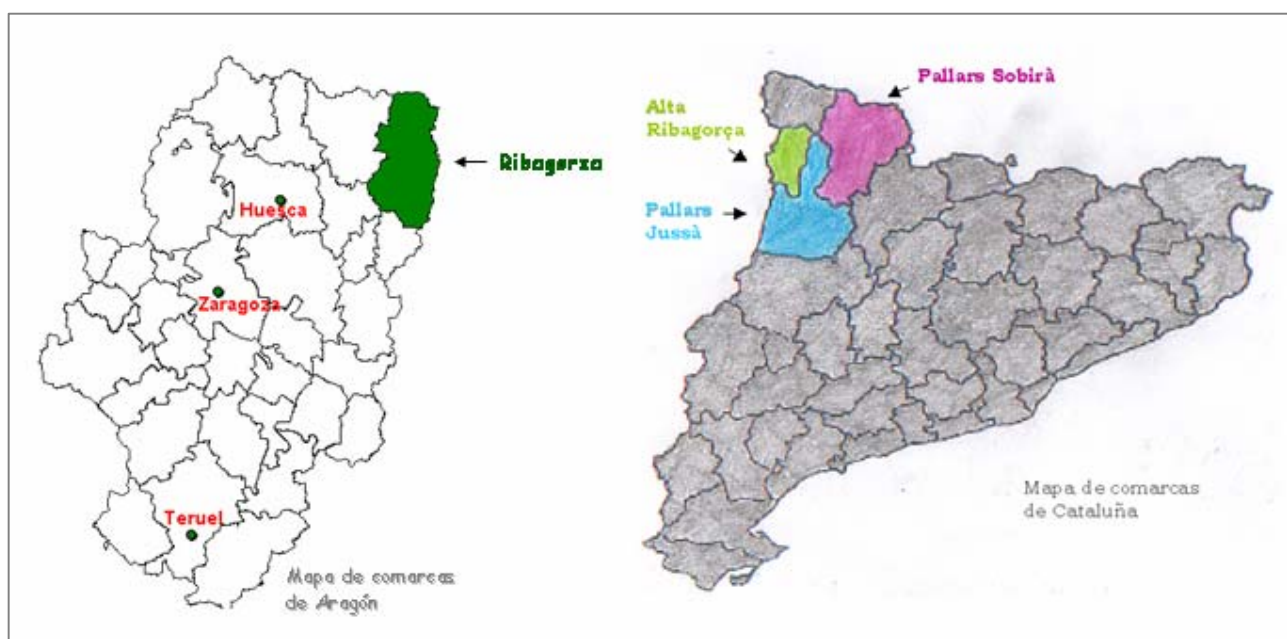 Ribagorza
Huesca
Zaragoza
Teruel
Mapa de comarcas
de Aragón
Pallars Sobirà
Alta
Ribagorça
Pallars
Jussà
Mapa de comarcas
de Cataluña